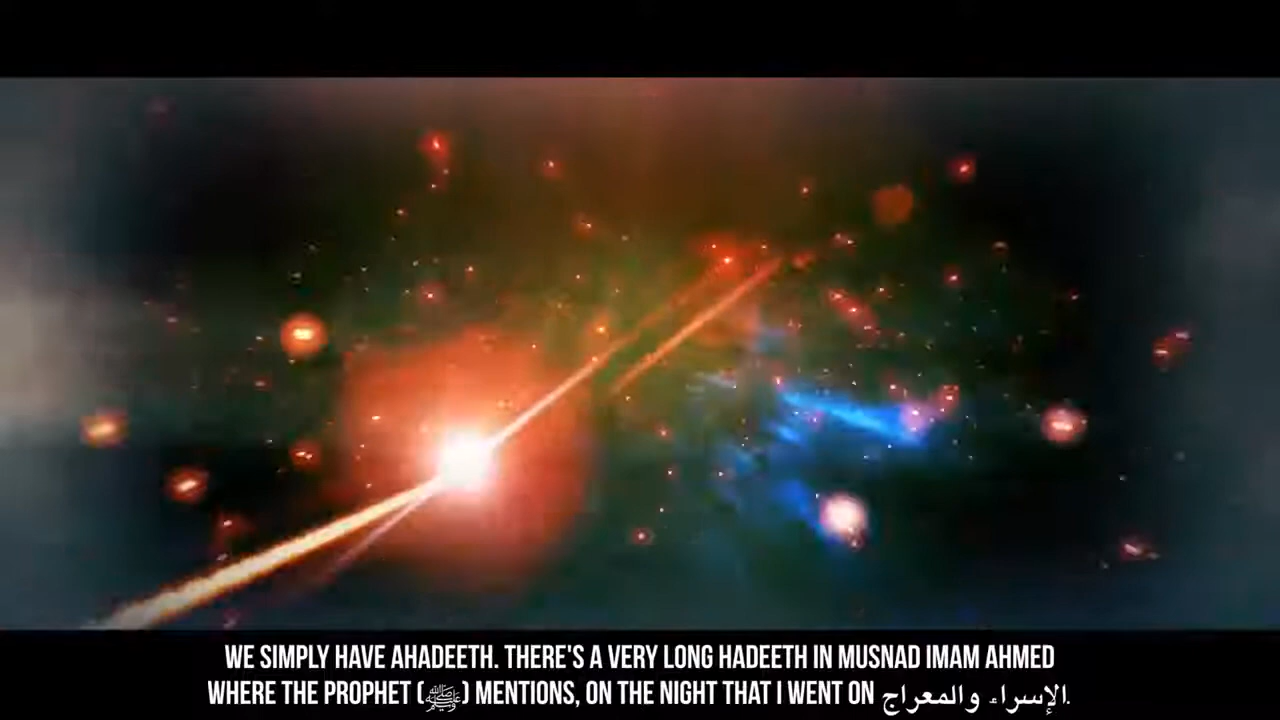 WE SIMPLY HAVE AHADEETH. THERE'S A VERY LONG HADEETH IN MUSNAD IMAM AHMED
WHERE THE PROPHET (ﷺ) MENTIONS, ON THE NIGHT THAT I WENT ON الإسراء والمعراج.